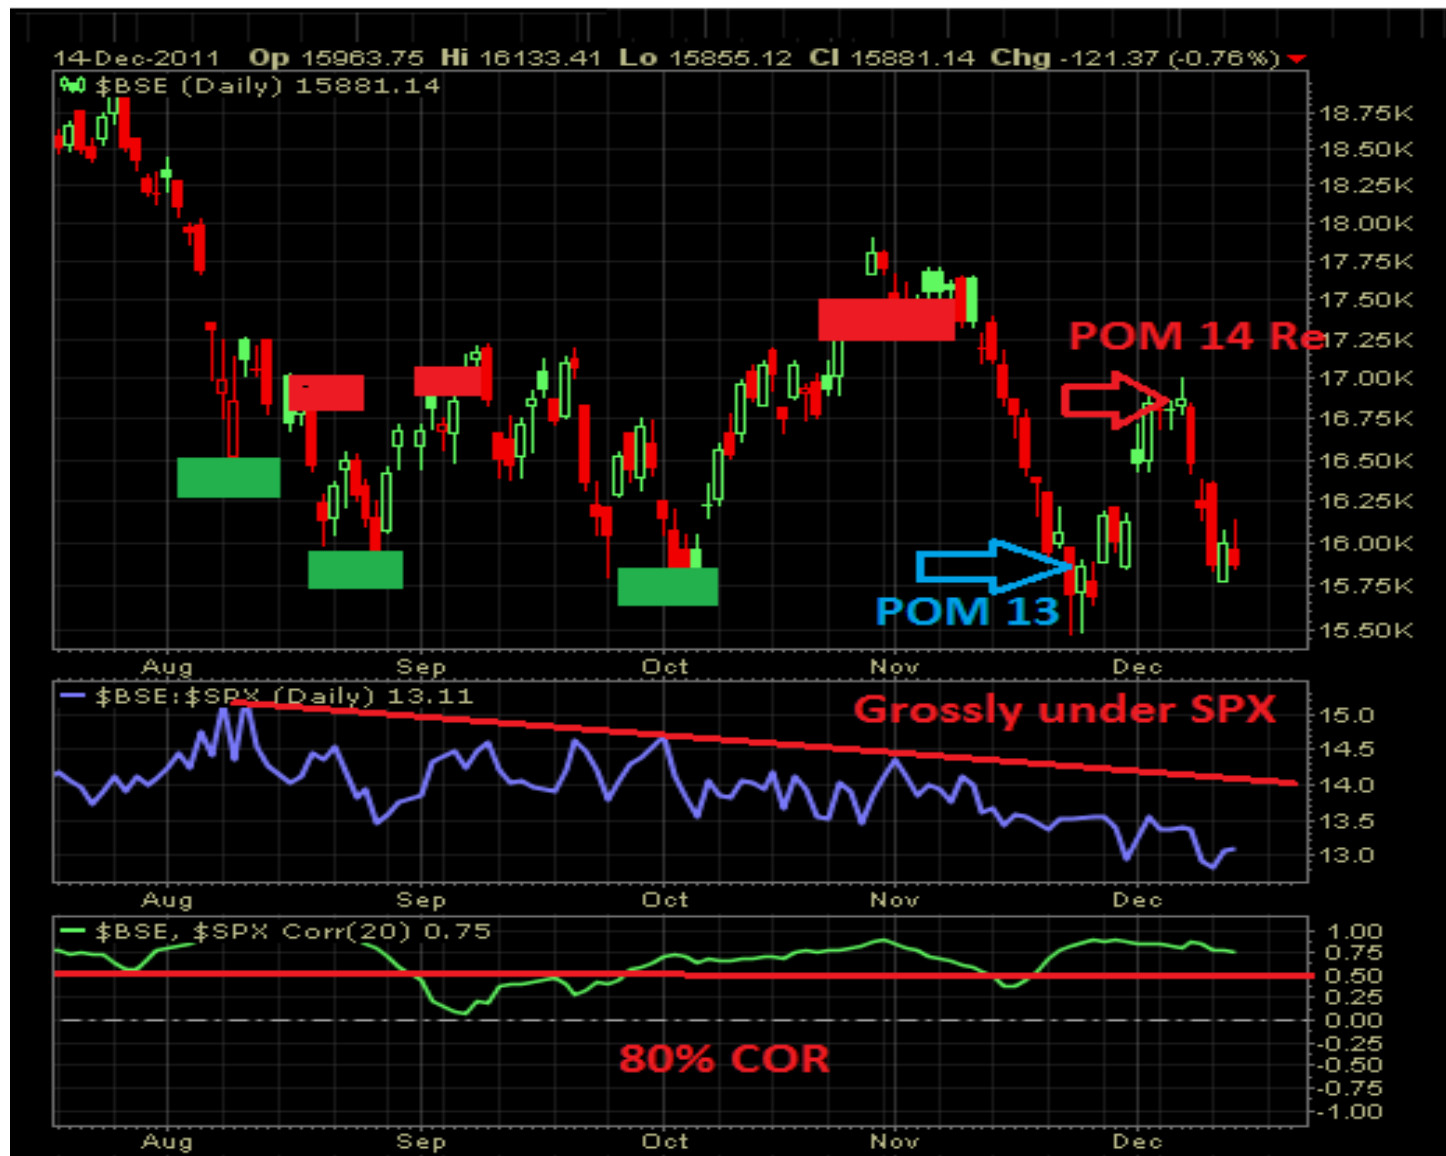 14-Dec-2011 Op 15963.75 Hi 16133.41 Lo 15855.12 Cl 15881.14 Chg -121.37 (-0.76%)
$BSE (Daily) 15881.14
18.75K
18.50K
18.25K
18.00K
17.75K
17.50K
POM 14 Re
17.25K
17.00K
16.75K
16.50K
16.25K
16.00K
15.75K
POM 13
15.50K
Aug Sep Oct Nov Dec
$BSE:$SPX (Daily) 13.11
Grossly under SPX
15.0
14.5
14.0
13.5
13.0
Aug Sep Oct Nov Dec
$BSE, $SPX Corr(20) 0.75
1.00
0.75
0.50
0.25
0.00
-0.25
80% COR
-0.50
-0.75
-1.00
Aug Sep Oct Nov Dec